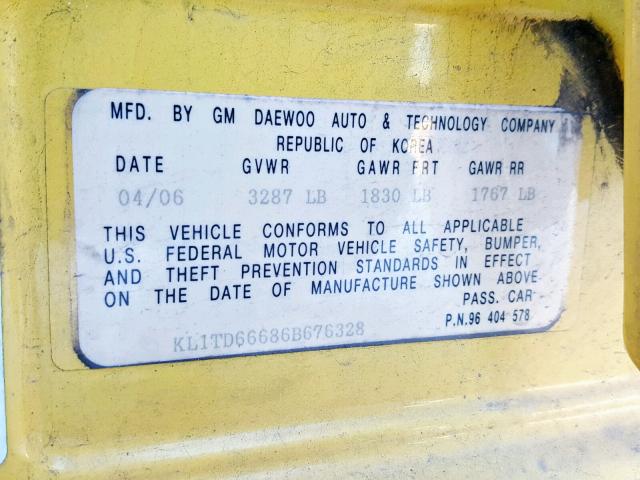 MFD. BY GM DAEWOO AUTO & TECHNOLOGY COMPANY
REPUBLIC OF KOREA
DATE GVWR GAWR FRT GAWR RR
04/06 3287 LB 1830 LB 1767 LB
THIS VEHICLE CONFORMS TO ALL APPLICABLE
U.S. FEDERAL MOTOR VEHICLE SAFETY, BUMPER,
AND THEFT PREVENTION STANDARDS IN EFFECT
ON THE DATE OF MANUFACTURE SHOWN ABOVE
PASS. CAR
KL1TD66686B676328 P.N.96 404 578